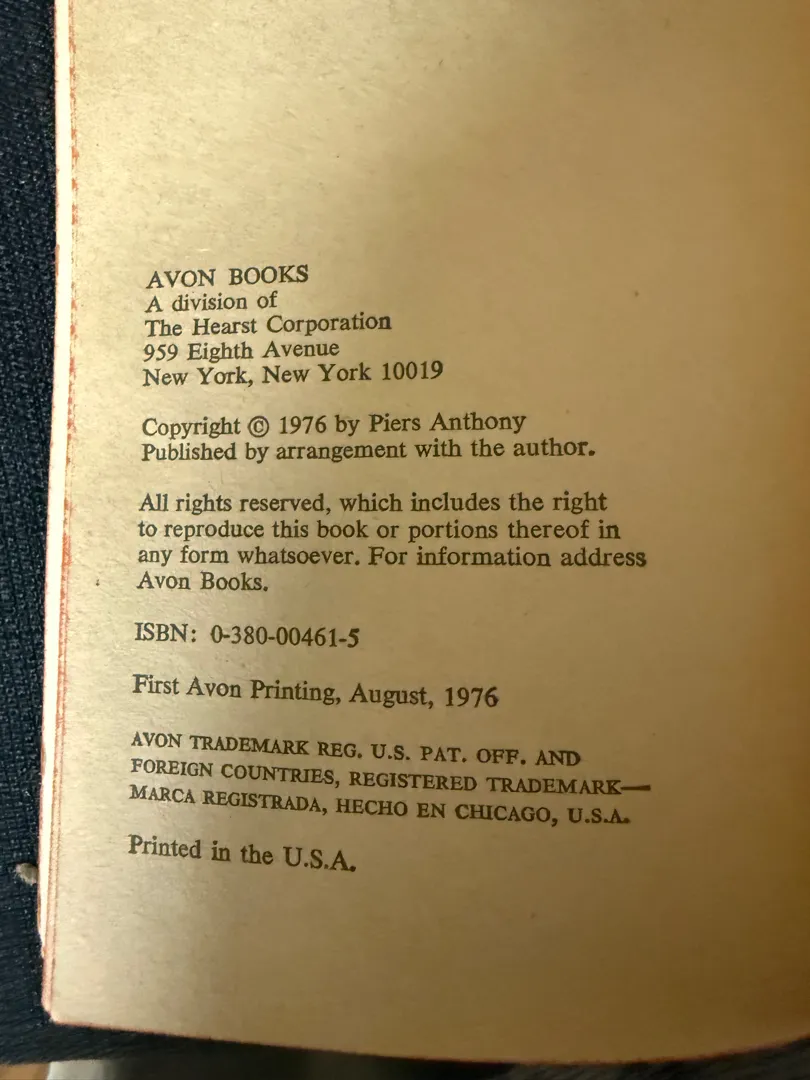 AVON BOOKS
A division of
The Hearst Corporation
959 Eighth Avenue
New York, New York 10019
Copyright © 1976 by Piers Anthony
Published by arrangement with the author.
All rights reserved, which includes the right
to reproduce this book or portions thereof in
any form whatsoever. For information address
Avon Books.
ISBN: 0-380-00461-5
First Avon Printing, August, 1976
AVON TRADEMARK REG. U.S. PAT. OFF. AND
FOREIGN COUNTRIES, REGISTERED TRADEMARK—
MARCA REGISTRADA, HECHO EN CHICAGO, U.S.A.
Printed in the U.S.A.